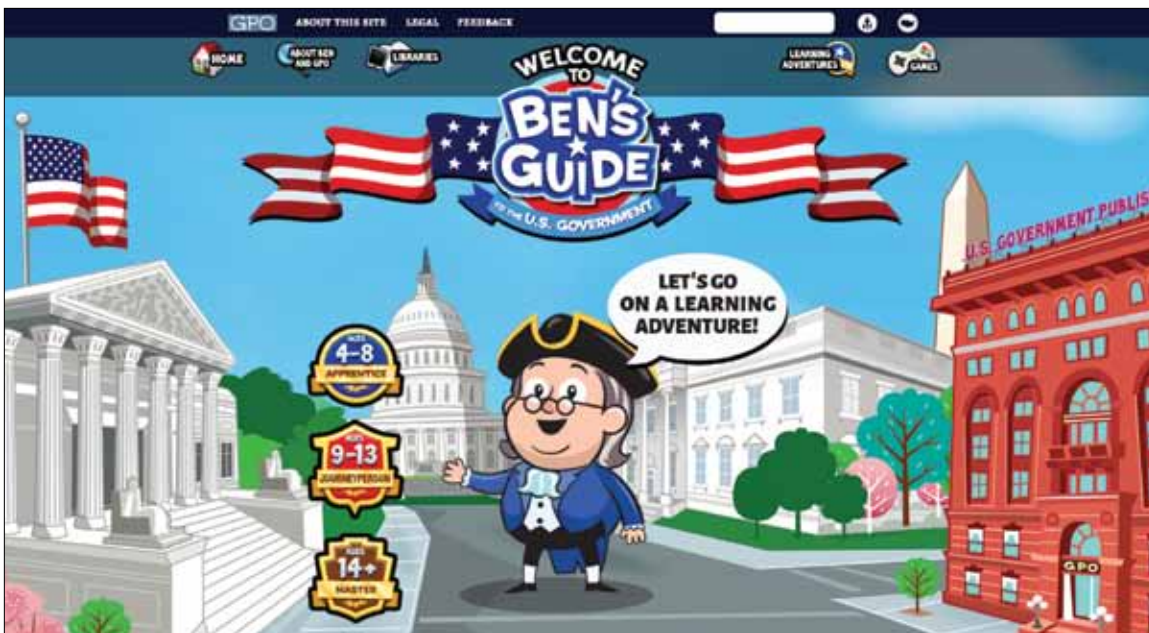 GPO ABOUT THIS SITE LEGAL FEEDBACK
HOME
ABOUT BEN
AND GPO
LIBRARIES
LEARNING
ADVENTURES
GAMES
WELCOME
TO
BEN'S
GUIDE
TO THE U.S. GOVERNMENT
U.S. GOVERNMENT PUBLIS
LET'S GO
ON A LEARNING
ADVENTURE!
AGES
4-8
APPRENTICE
AGES
9-13
JOURNEYPERSON
AGES
14+
MASTER
GPO